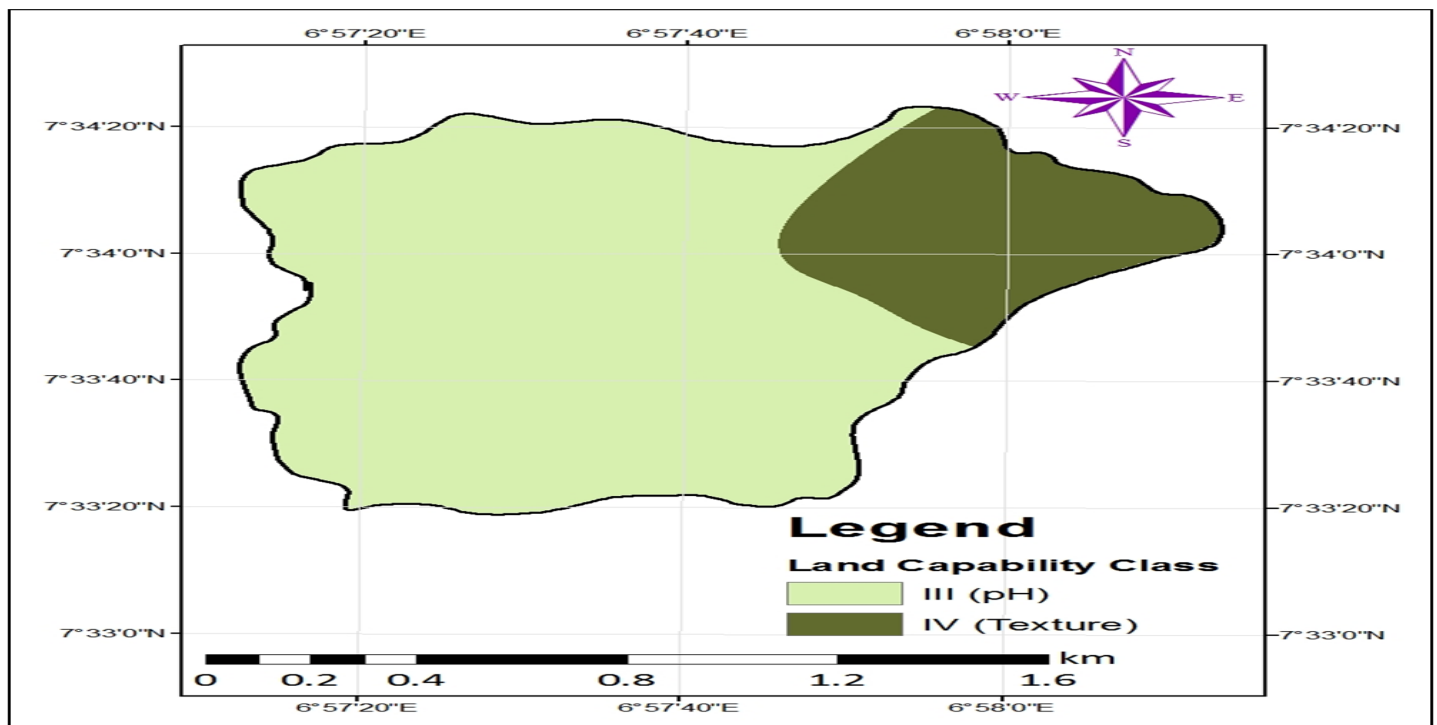 6°57'20"E 6°57'40"E 6°58'0"E
N
W E
S
7°34'20"N 7°34'20"N
7°34'0"N 7°34'0"N
7°33'40"N 7°33'40"N
7°33'20"N 7°33'20"N
Legend
Land Capability Class
III (pH)
IV (Texture)
7°33'0"N 7°33'0"N
km
0 0.2 0.4 0.8 1.2 1.6
6°57'20"E 6°57'40"E 6°58'0"E